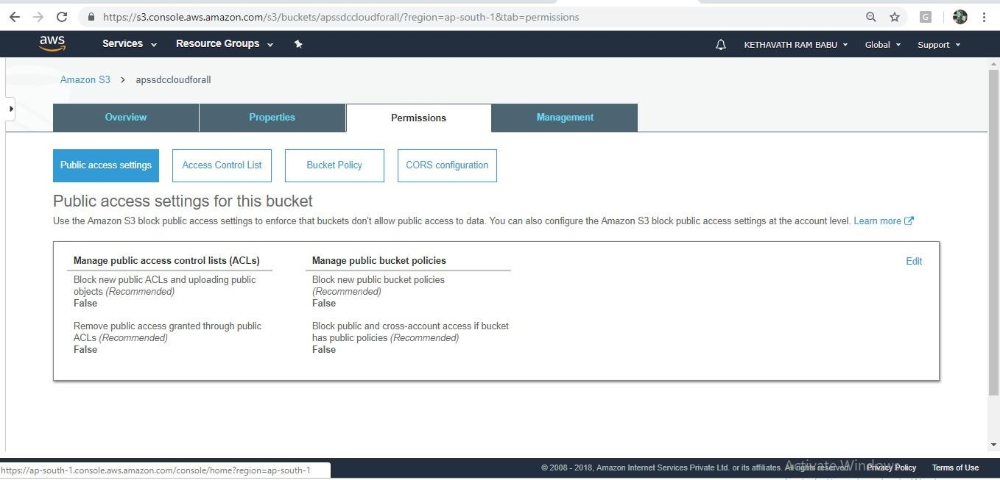 https://s3.console.aws.amazon.com/s3/buckets/apssdccloudforall/?region=ap-south-1&tab=permissions
G
aws Services Resource Groups KETHAVATH RAM BABU Global Support
Amazon S3 > apssdccloudforall
Overview Properties Permissions Management
Public access settings Access Control List Bucket Policy CORS configuration
Public access settings for this bucket
Use the Amazon S3 block public access settings to enforce that buckets don't allow public access to data. You can also configure the Amazon S3 block public access settings at the account level. Learn more
Manage public access control lists (ACLs)
Block new public ACLs and uploading public
objects (Recommended)
False
Remove public access granted through public
ACLs (Recommended)
False
Manage public bucket policies
Block new public bucket policies
(Recommended)
False
Block public and cross-account access if bucket
has public policies (Recommended)
False
Edit
https://ap-south-1.console.aws.amazon.com/console/home?region=ap-south-1
© 2008 - 2018, Amazon Internet Services Private Ltd. or its affiliates. All rights reserved. Privacy Policy Terms of Use
Activate Windows